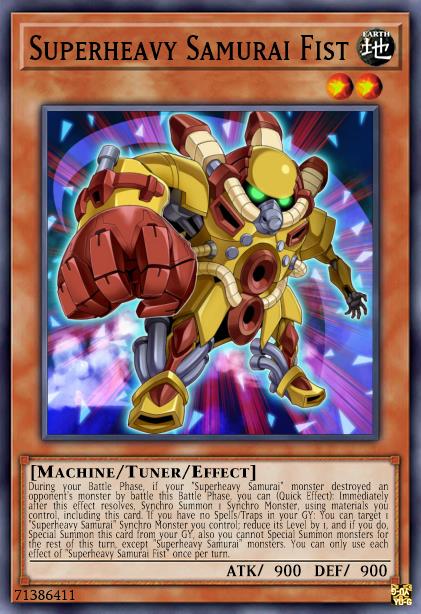 SUPERHEAVY SAMURAI FIST
EARTH
地
[MACHINE/TUNER/EFFECT]
During your Battle Phase, if your "Superheavy Samurai" monster destroyed an
opponent's monster by battle this Battle Phase, you can (Quick Effect): Immediately
after this effect resolves, Synchro Summon 1 Synchro Monster, using materials you
control, including this card. If you have no Spells/Traps in your GY: You can target 1
"Superheavy Samurai" Synchro Monster you control; reduce its Level by 1, and if you do,
Special Summon this card from your GY, also you cannot Special Summon monsters for
the rest of this turn, except "Superheavy Samurai" monsters. You can only use each
effect of "Superheavy Samurai Fist" once per turn.
ATK/ 900 DEF/ 900
71386411